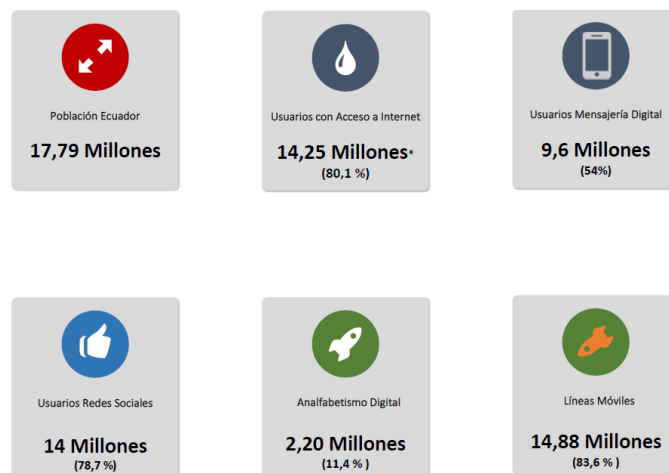 Población Ecuador
17,79 Millones
Usuarios con Acceso a Internet
14,25 Millones*
(80,1 %)
Usuarios Mensajería Digital
9,6 Millones
(54%)
Usuarios Redes Sociales
14 Millones
(78,7 %)
Analfabetismo Digital
2,20 Millones
(11,4 % )
Líneas Móviles
14,88 Millones
(83,6 % )